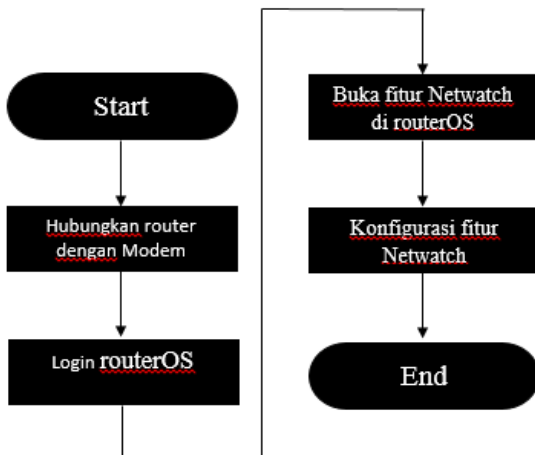 Start
Hubungkan router
dengan Modem
Login routerOS
Buka fitur Netwatch
di routerOS
Konfigurasi fitur
Netwatch
End